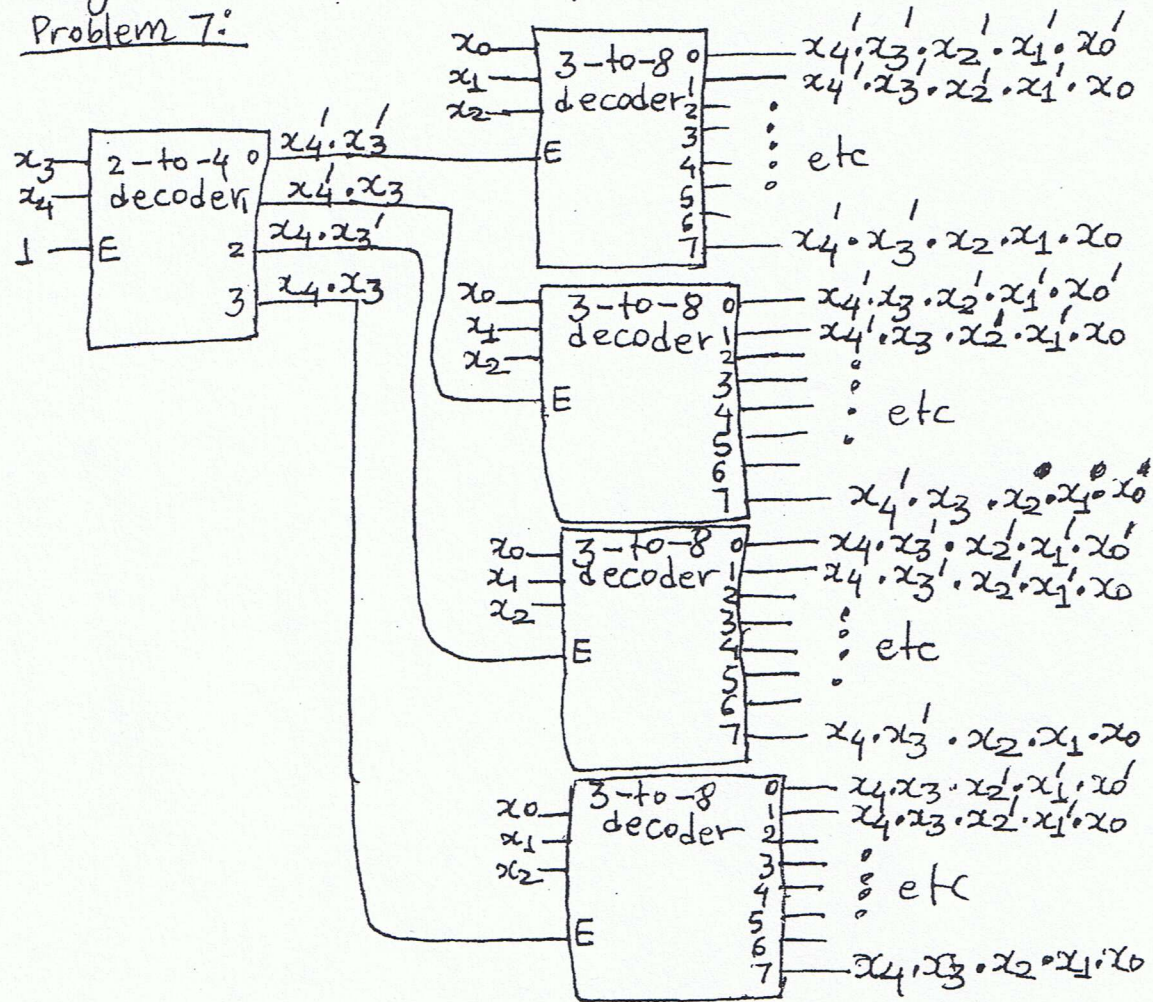 Problem 7:
x3
x4
1
2-to-4
decoder
E
0
1
2
3
x4'·x3'
x4'·x3
x4·x3'
x4·x3
x0
x1
x2
3-to-8
decoder
E
0
1
2
3
4
5
6
7
x4'·x3'·x2'·x1'·x0'
x4'·x3'·x2'·x1'·x0
etc
x4'·x3'·x2·x1·x0
x0
x1
x2
3-to-8
decoder
E
0
1
2
3
4
5
6
7
x4'·x3·x2'·x1'·x0'
x4'·x3·x2'·x1'·x0
etc
x4'·x3·x2·x1·x0
x0
x1
x2
3-to-8
decoder
E
0
1
2
3
4
5
6
7
x4·x3'·x2'·x1'·x0'
x4·x3'·x2'·x1'·x0
etc
x4·x3'·x2·x1·x0
x0
x1
x2
3-to-8
decoder
E
0
1
2
3
4
5
6
7
x4·x3·x2'·x1'·x0'
x4·x3·x2'·x1'·x0
etc
x4·x3·x2·x1·x0